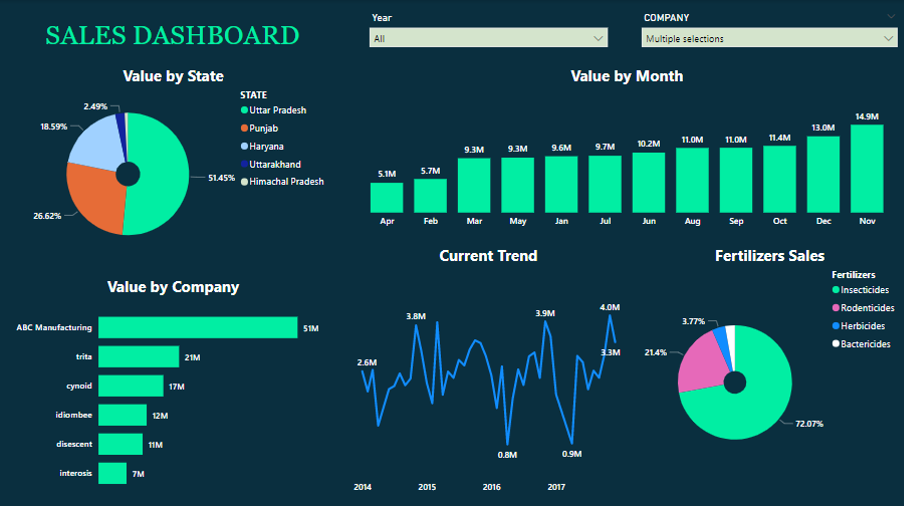 SALES DASHBOARD
Year
All
COMPANY
Multiple selections
Value by State
2.49%
18.59%
26.62%
51.45%
STATE
Uttar Pradesh
Punjab
Haryana
Uttarakhand
Himachal Pradesh
Value by Month
5.1M
5.7M
9.3M
9.3M
9.6M
9.7M
10.2M
11.0M
11.0M
11.4M
13.0M
14.9M
Apr
Feb
Mar
May
Jan
Jul
Jun
Aug
Sep
Oct
Dec
Nov
Value by Company
ABC Manufacturing
51M
trita
21M
cynoid
17M
idiombee
12M
disescent
11M
interosis
7M
Current Trend
2.6M
3.8M
3.9M
4.0M
3.3M
0.8M
0.9M
2014
2015
2016
2017
Fertilizers Sales
Fertilizers
Insecticides
Rodenticides
Herbicides
Bactericides
3.77%
21.4%
72.07%